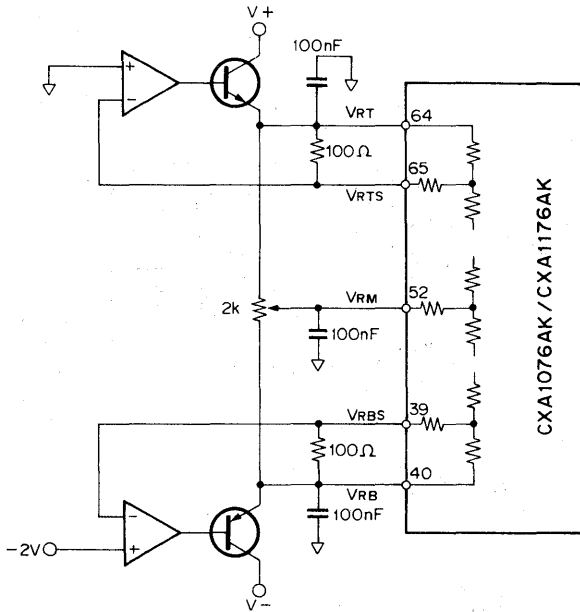 V+
100nF
+
-
VRT
64
100Ω
65
VRTS
2k
VRM
52
100nF
VRBS
39
100Ω
40
VRB
100nF
-
+
-2V
V-
CXA1076AK/CXA1176AK